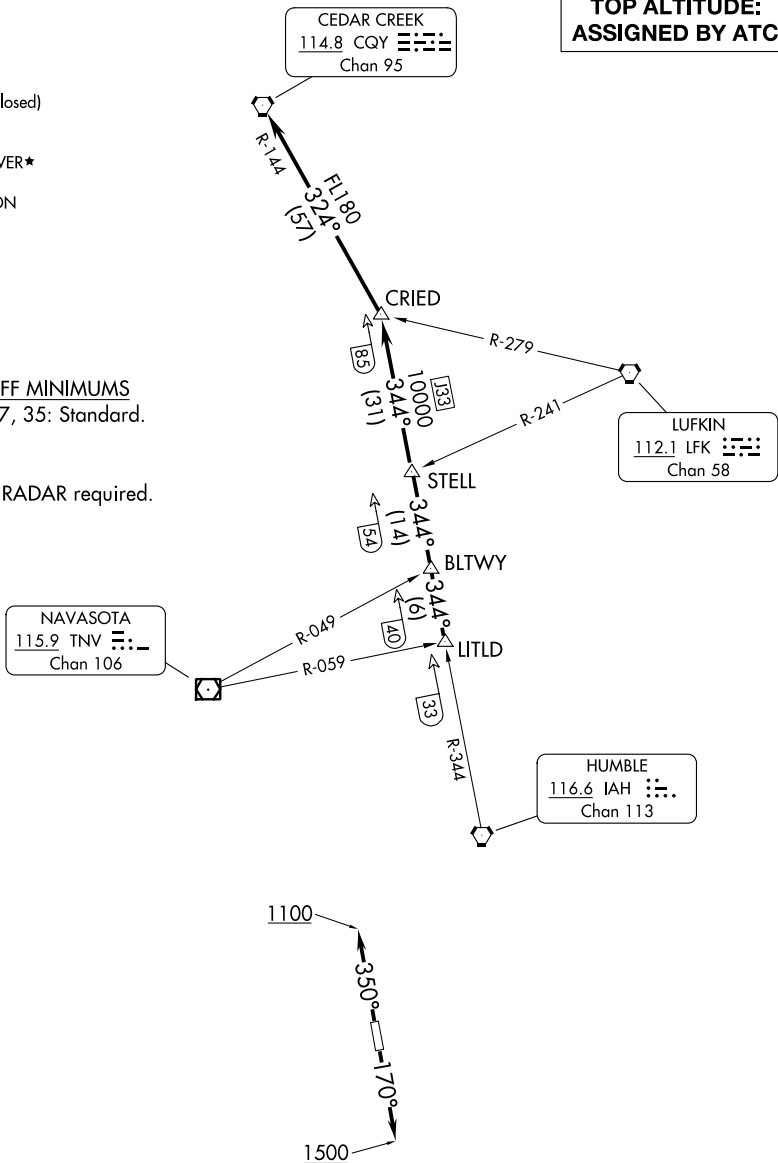 TOP ALTITUDE:
ASSIGNED BY ATC
CEDAR CREEK
114.8 CQY
Chan 95
losed)
VER★
ON
R-144
FL180
324°
(57)
CRIED
R-279
85
J33
10000
344°
(31)
FF MINIMUMS
7, 35: Standard.
R-241
LUFKIN
112.1 LFK
Chan 58
STELL
RADAR required.
54
344°
(14)
BLTWY
NAVASOTA
115.9 TNV
Chan 106
R-049
40
344°
(6)
LITLD
R-059
33
R-344
HUMBLE
116.6 IAH
Chan 113
1100
350°
170°
1500